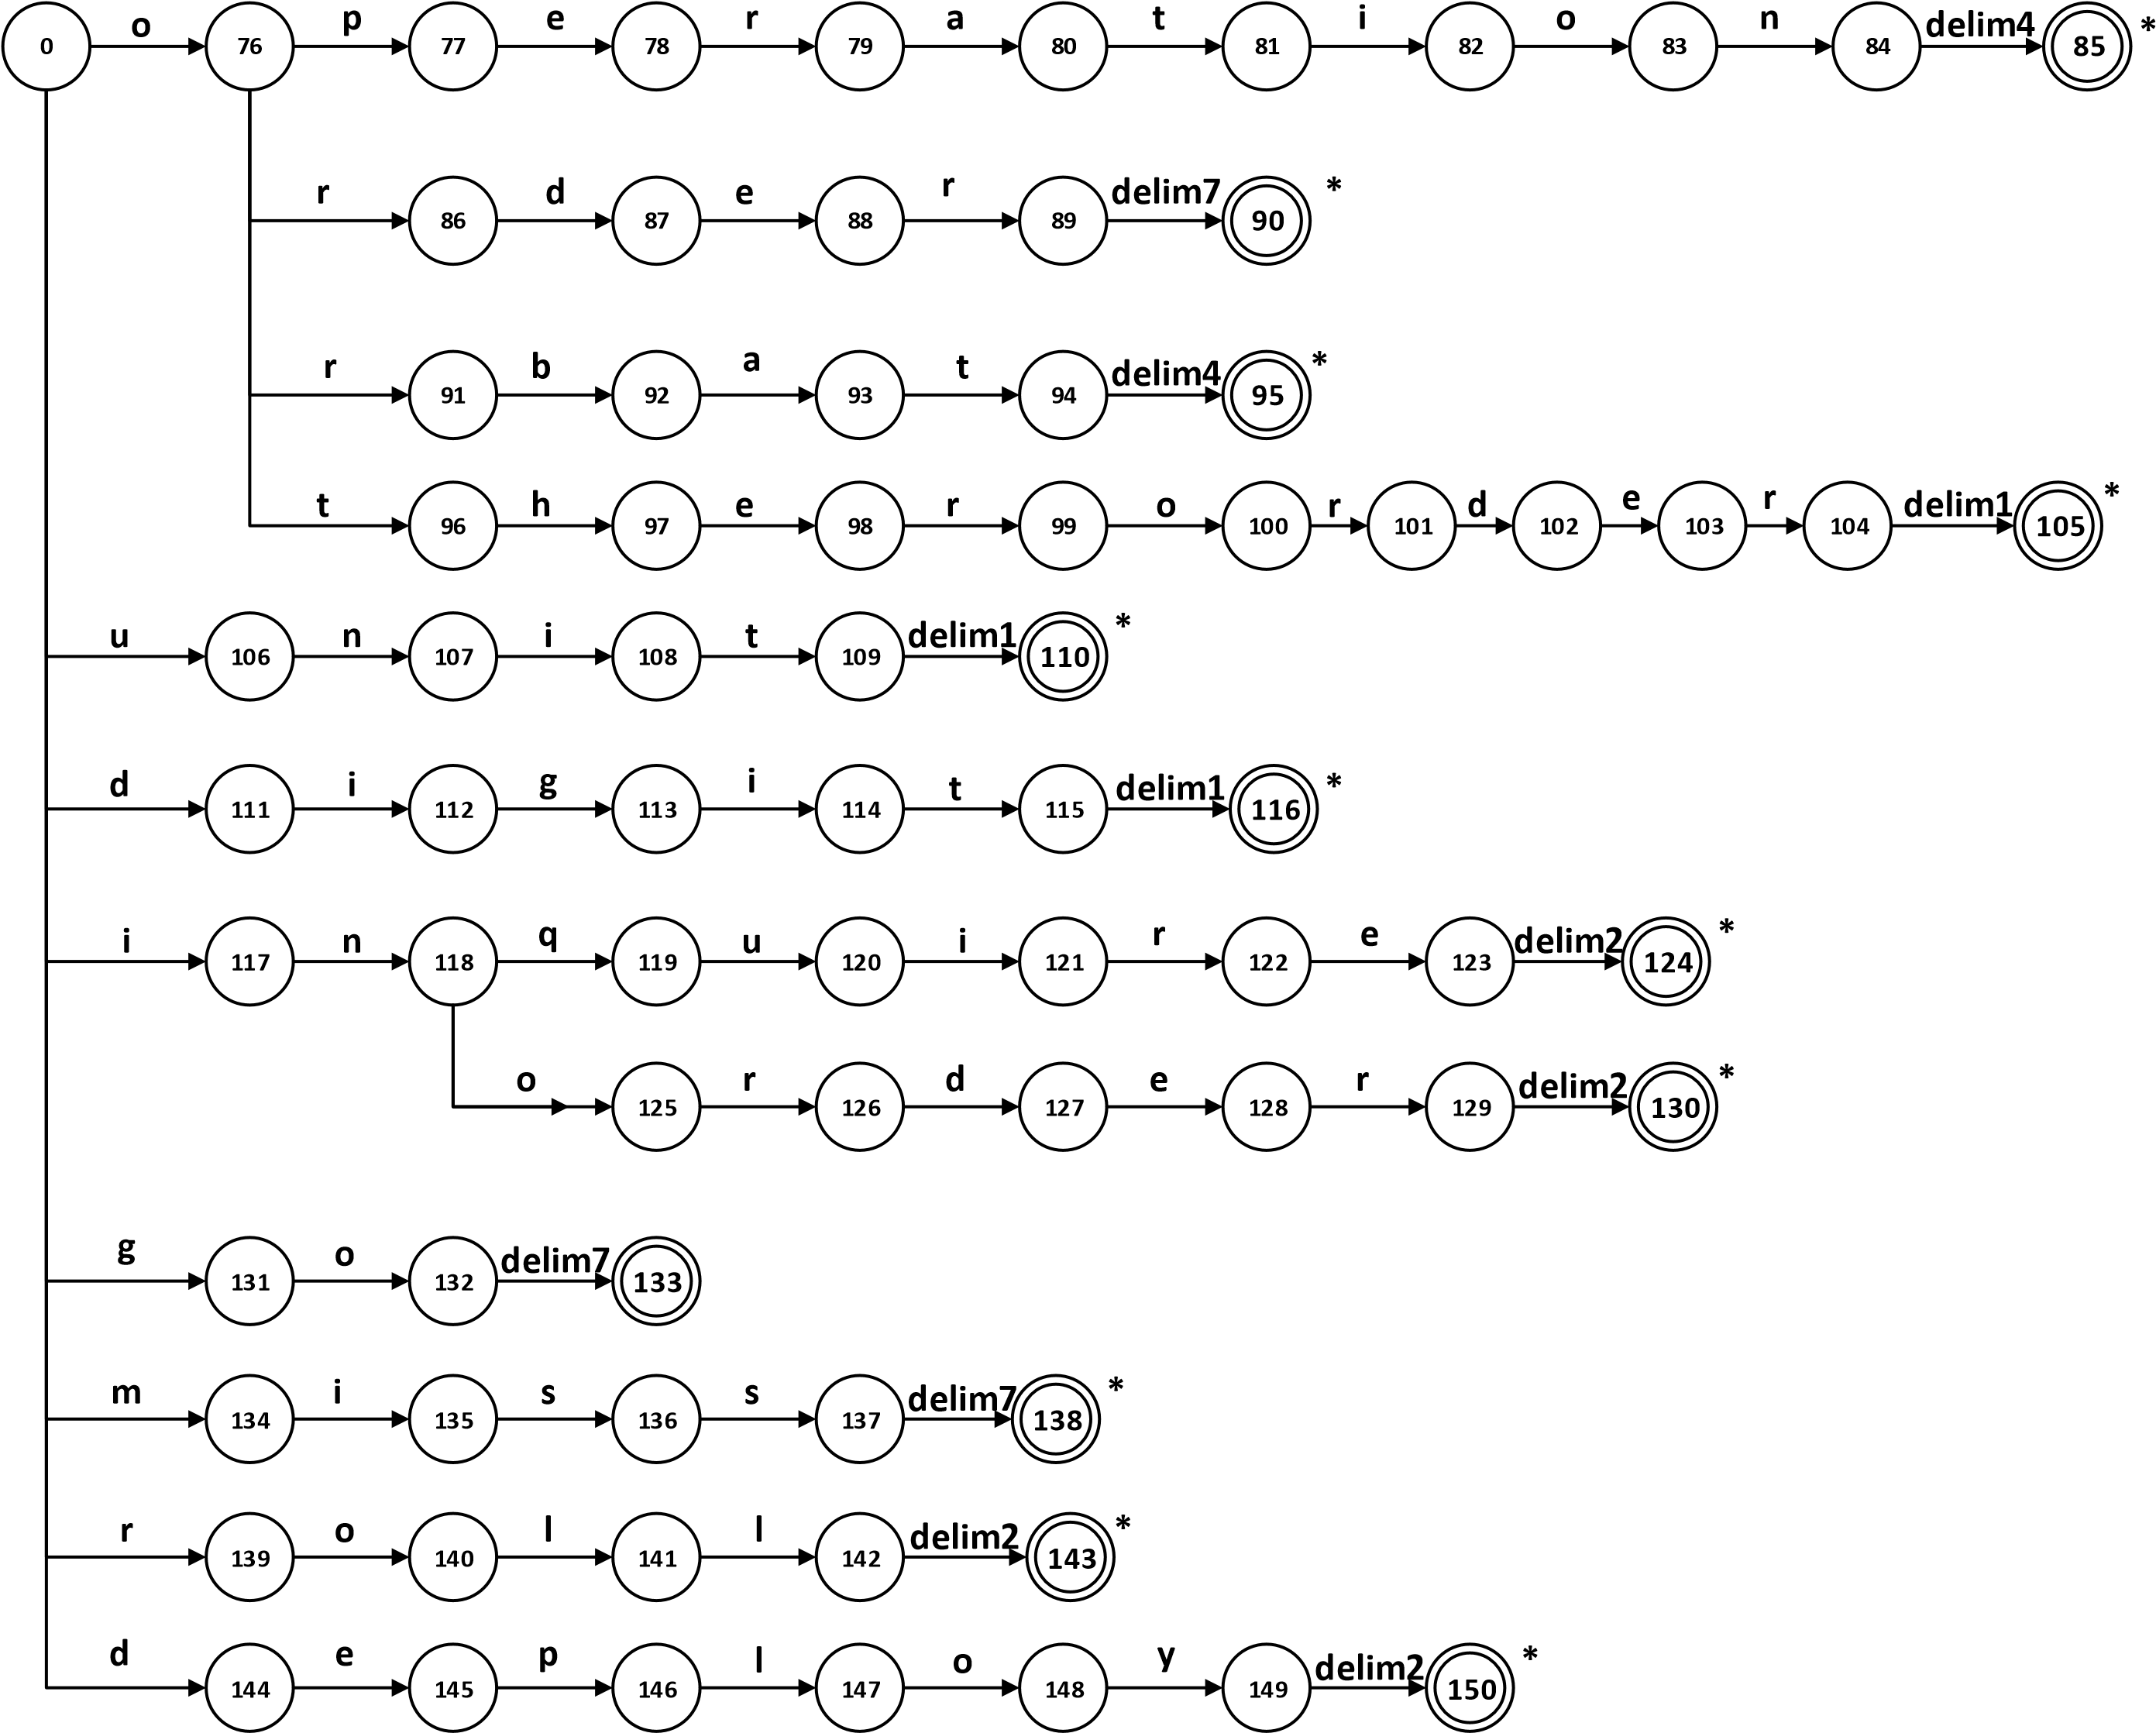 o p e r a t i o n delim4 *
0 76 77 78 79 80 81 82 83 84 85
r d e r delim7 *
86 87 88 89 90
r b a t delim4 *
91 92 93 94 95
t h e r o r d e r delim1 *
96 97 98 99 100 101 102 103 104 105
u n i t delim1 *
106 107 108 109 110
d i g i t delim1 *
111 112 113 114 115 116
i n q u i r e delim2 *
117 118 119 120 121 122 123 124
o r d e r delim2 *
125 126 127 128 129 130
g o delim7
131 132 133
m i s s delim7 *
134 135 136 137 138
r o l l delim2 *
139 140 141 142 143
d e p l o y delim2 *
144 145 146 147 148 149 150